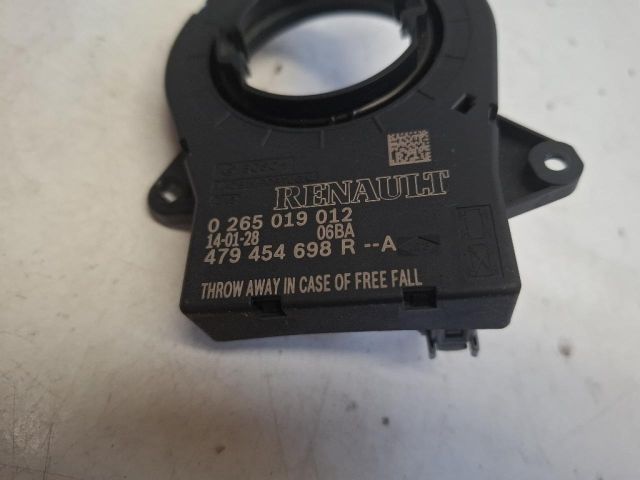 RENAULT
0 265 019 012
14-01-28 06BA
479 454 698 R --A
THROW AWAY IN CASE OF FREE FALL